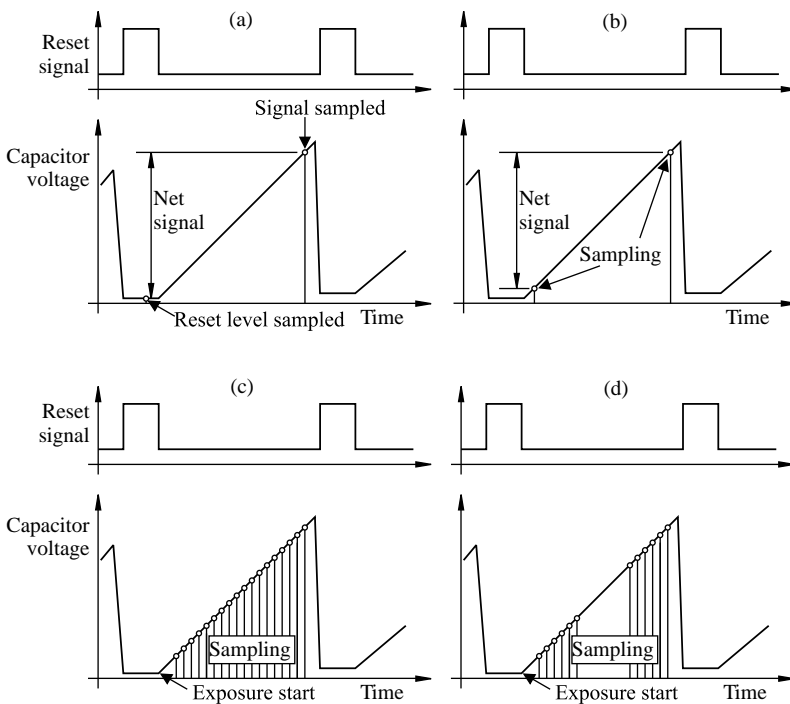 (a)
Reset
signal
Signal sampled
Capacitor
voltage
Net
signal
Reset level sampled
Time
(b)
Net
signal
Sampling
Time
(c)
Reset
signal
Capacitor
voltage
Sampling
Exposure start
Time
(d)
Sampling
Exposure start
Time